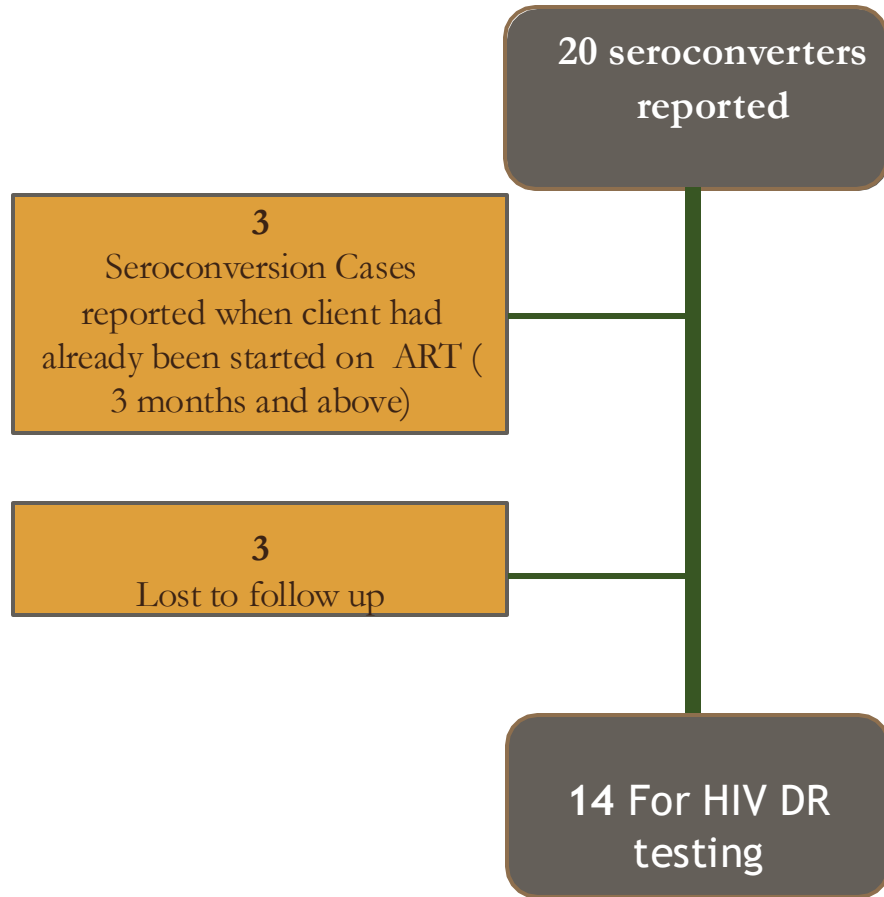 20 seroconverters
reported
3
Seroconversion Cases
reported when client had
already been started on ART (
3 months and above)
3
Lost to follow up
14 For HIV DR
testing